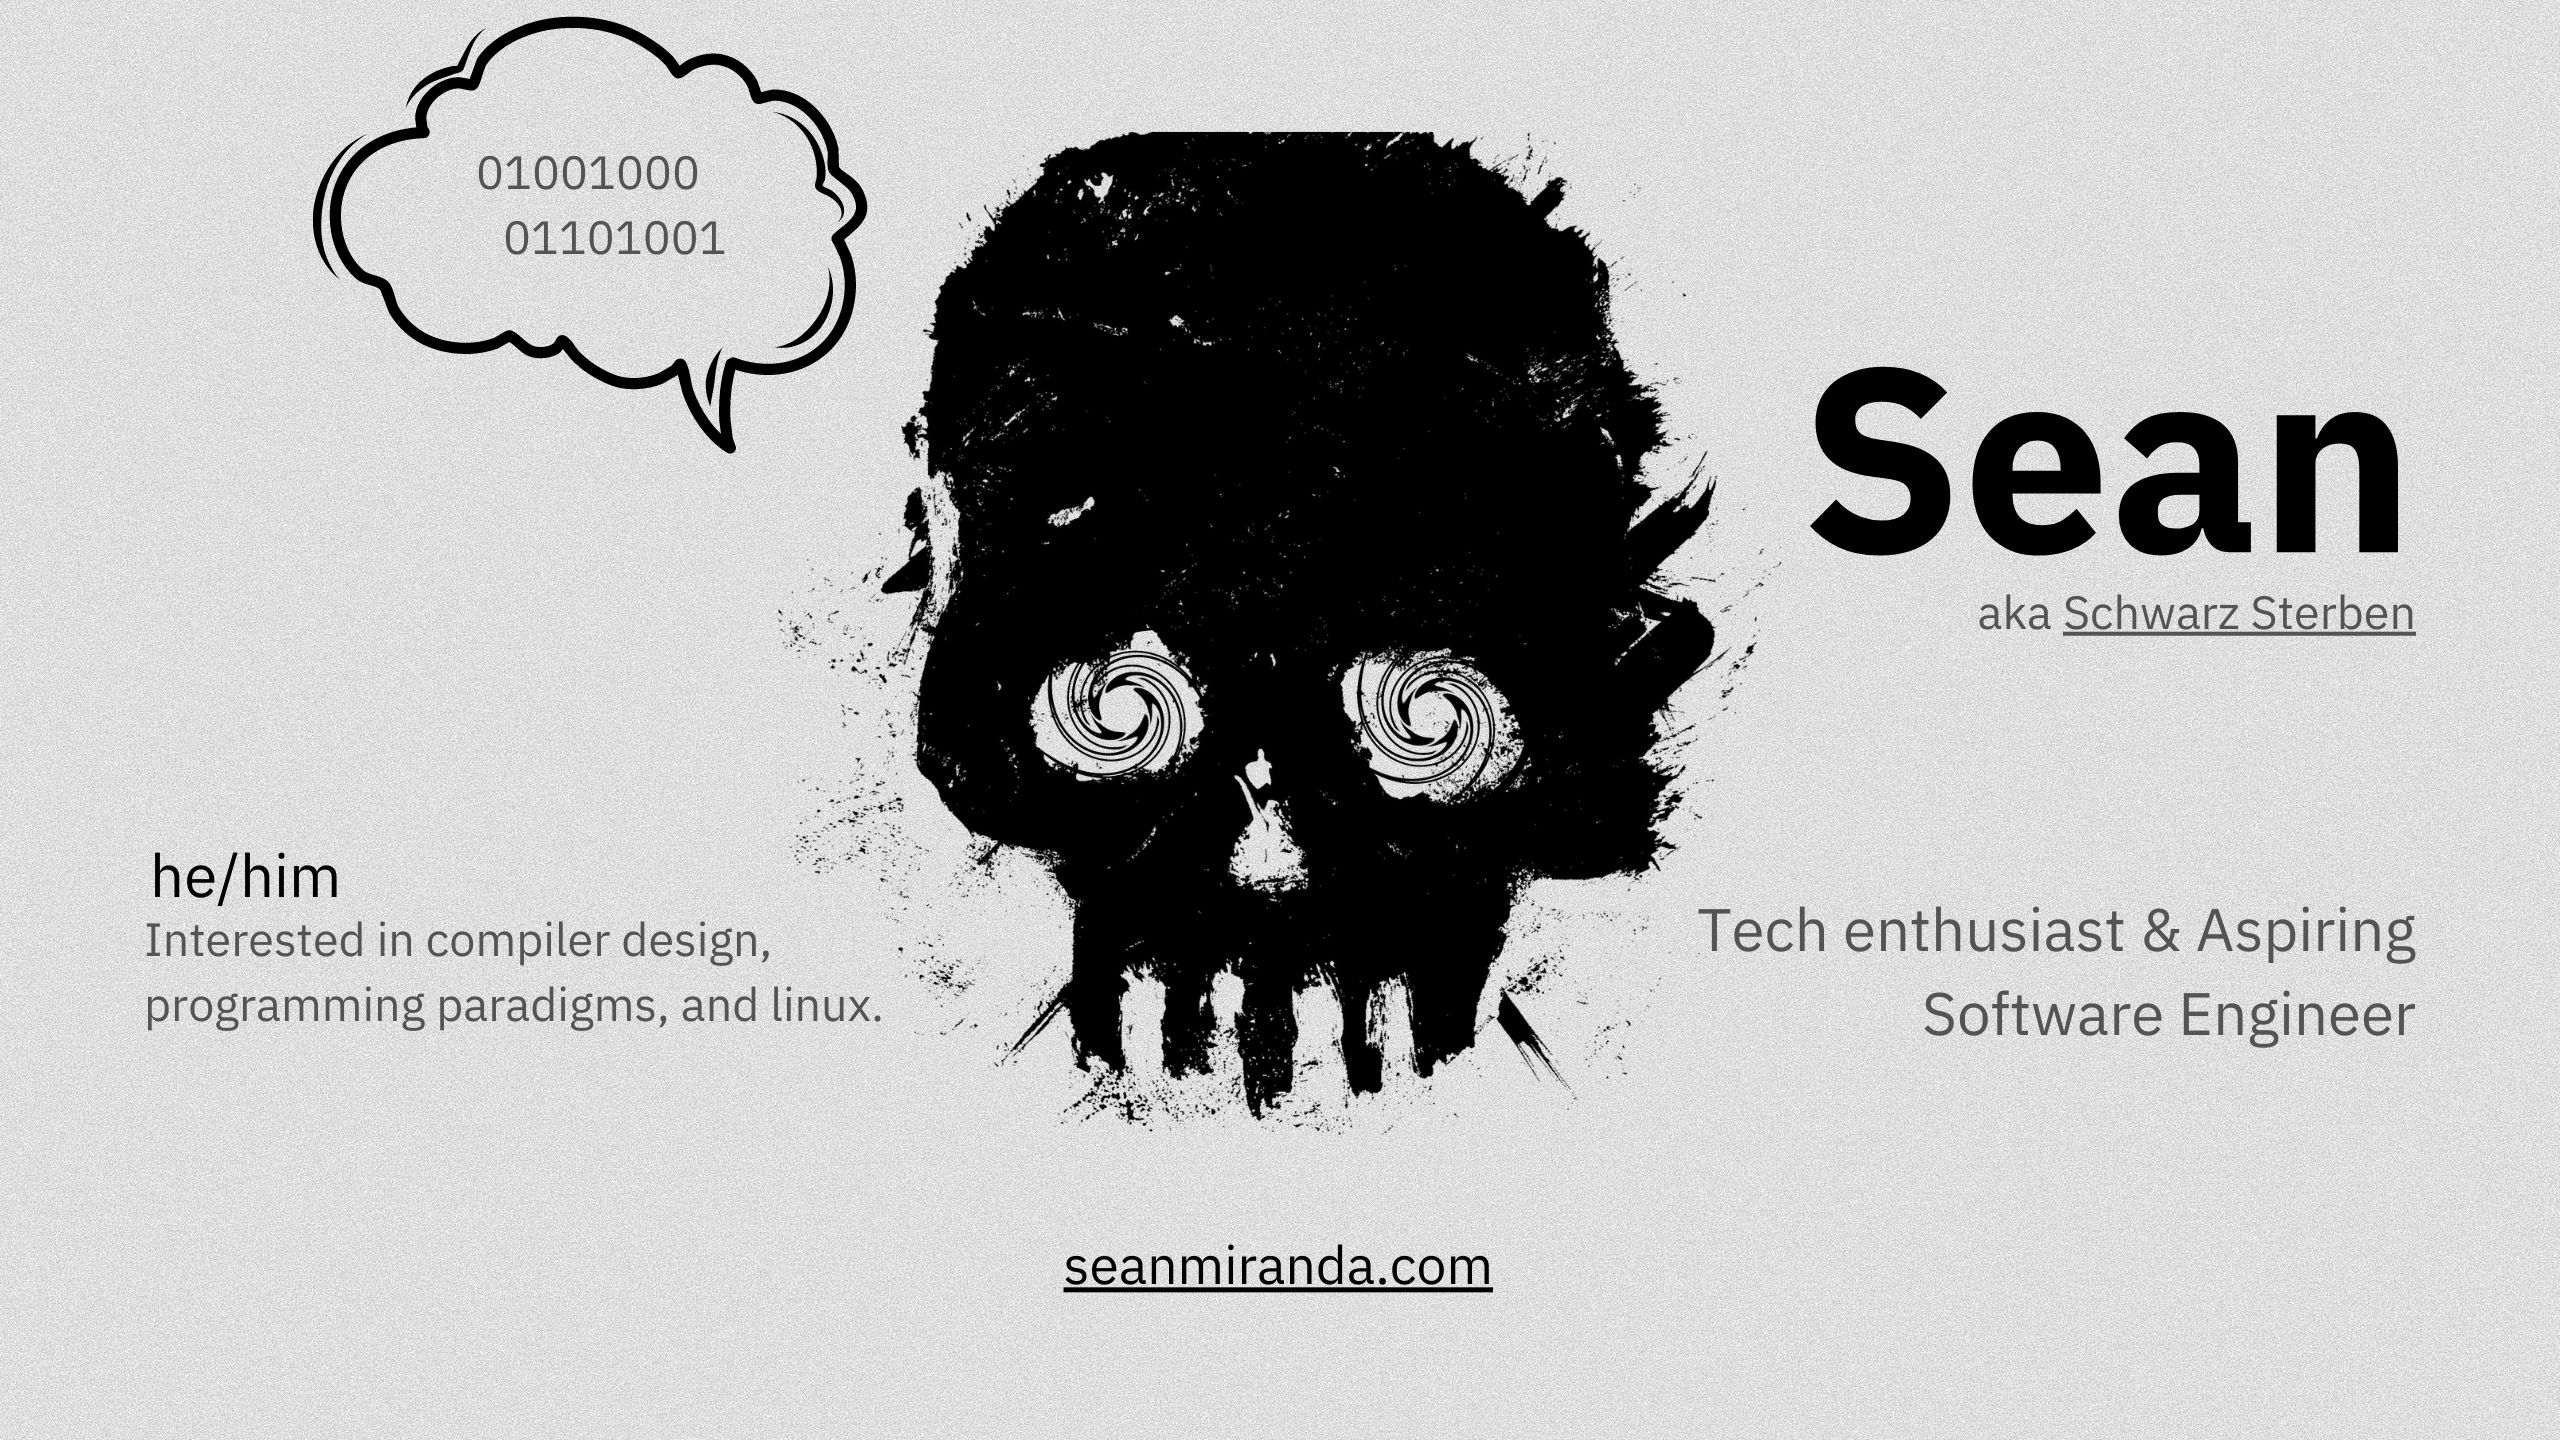 01001000
01101001
Sean
aka Schwarz Sterben
he/him
Interested in compiler design,
programming paradigms, and linux.
Tech enthusiast & Aspiring
Software Engineer
seanmiranda.com